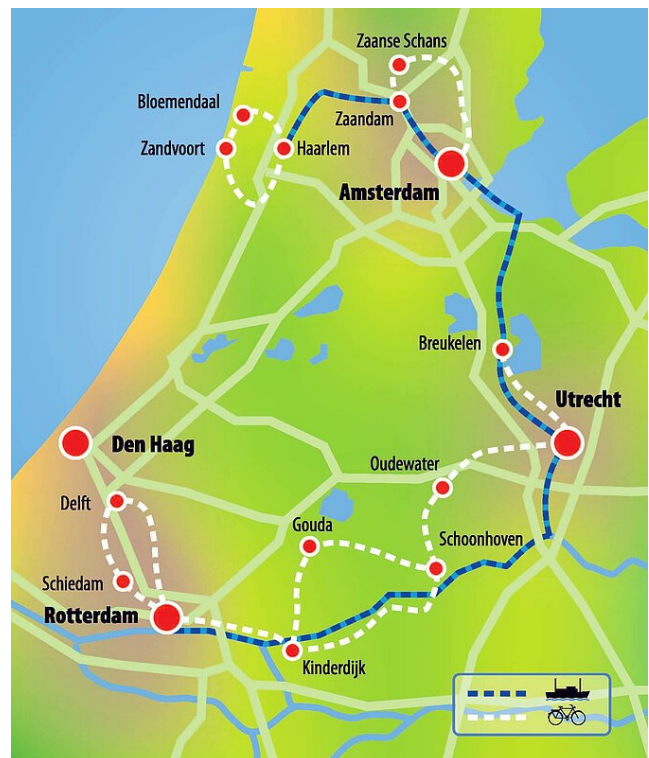 Zaanse Schans
Bloemendaal
Zaandam
Zandvoort
Haarlem
Amsterdam
Breukelen
Utrecht
Den Haag
Oudewater
Delft
Gouda
Schoonhoven
Schiedam
Rotterdam
Kinderdijk